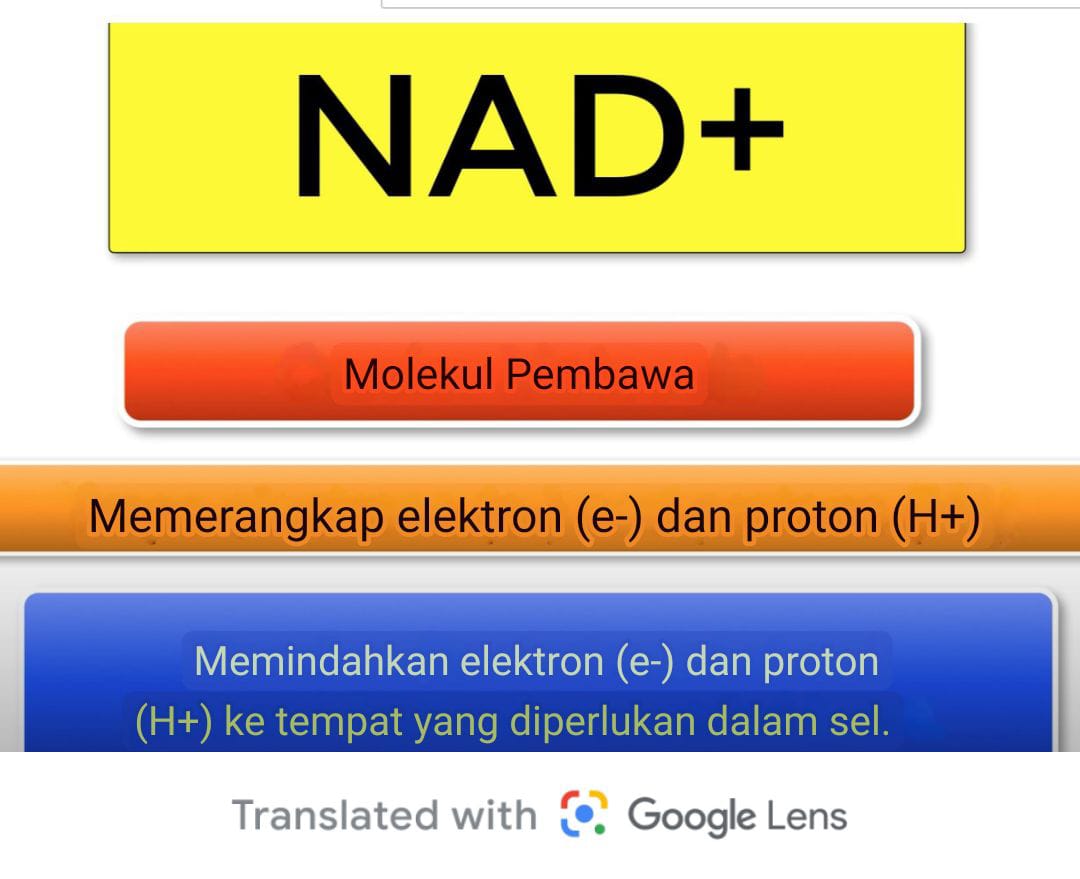 NAD+
Molekul Pembawa
Memerangkap elektron (e-) dan proton (H+)
Memindahkan elektron (e-) dan proton
(H+) ke tempat yang diperlukan dalam sel.
Translated with Google Lens